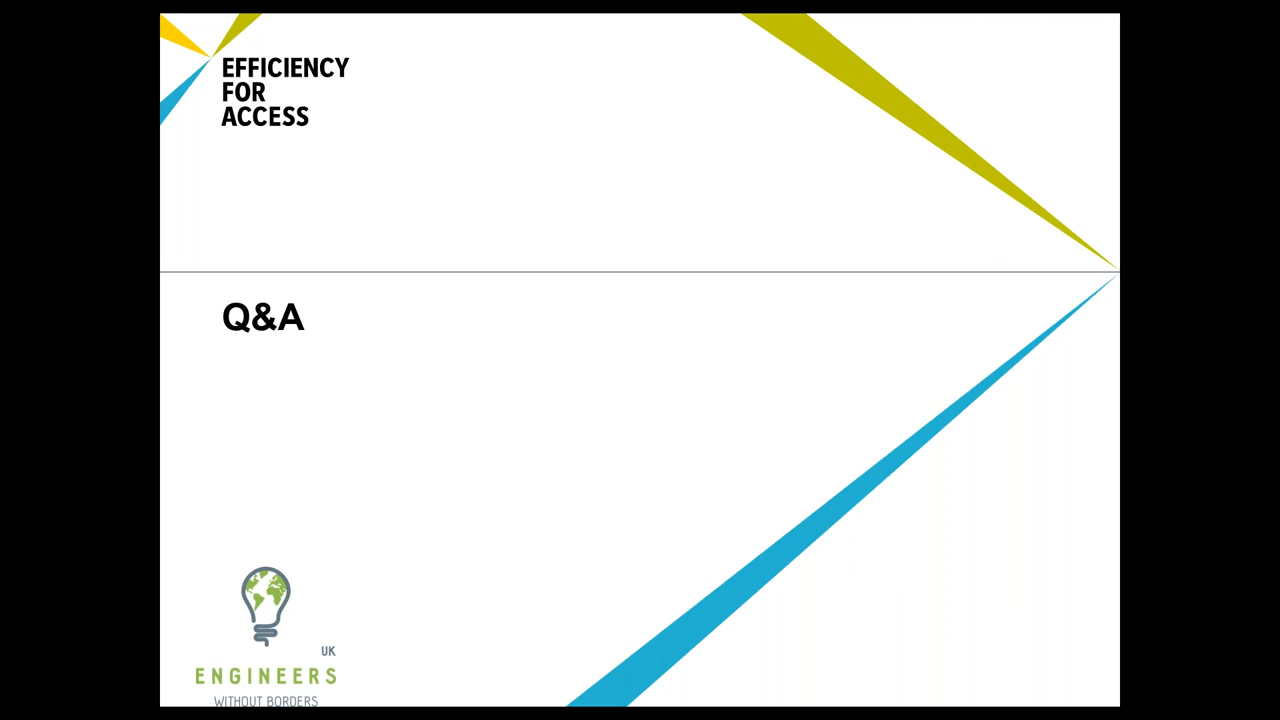 EFFICIENCY
FOR
ACCESS
Q&A
UK
ENGINEERS
WITHOUT BORDERS